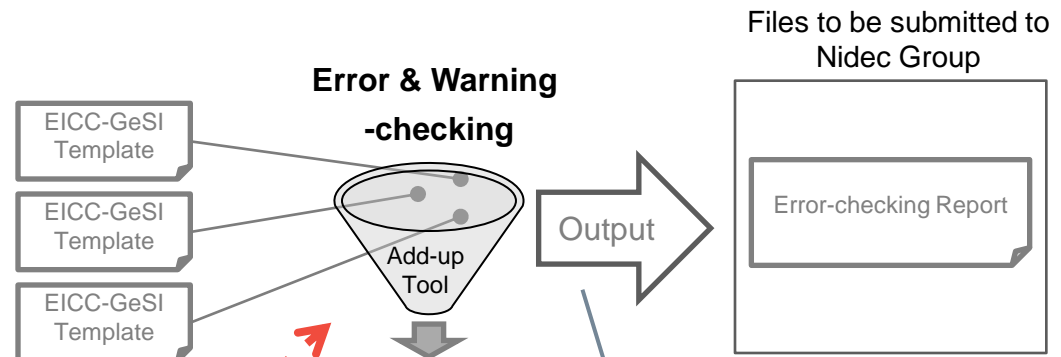 Files to be submitted to
Nidec Group
Error & Warning
-checking
EICC-GeSI
Template
EICC-GeSI
Template
EICC-GeSI
Template
Add-up
Tool
Output
Error-checking Report